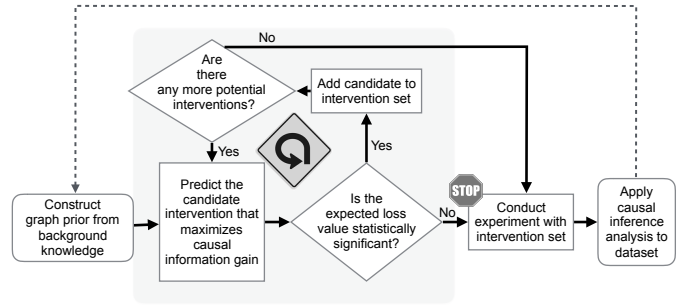 No
Are
there
any more potential
interventions?
Add candidate to
intervention set
Yes
Yes
Construct
graph prior from
background
knowledge
Predict the
candidate
intervention that
maximizes
causal
information gain
Is the
expected loss
value statistically
significant?
No
STOP
Conduct
experiment with
intervention set
Apply
causal
inference
analysis to
dataset